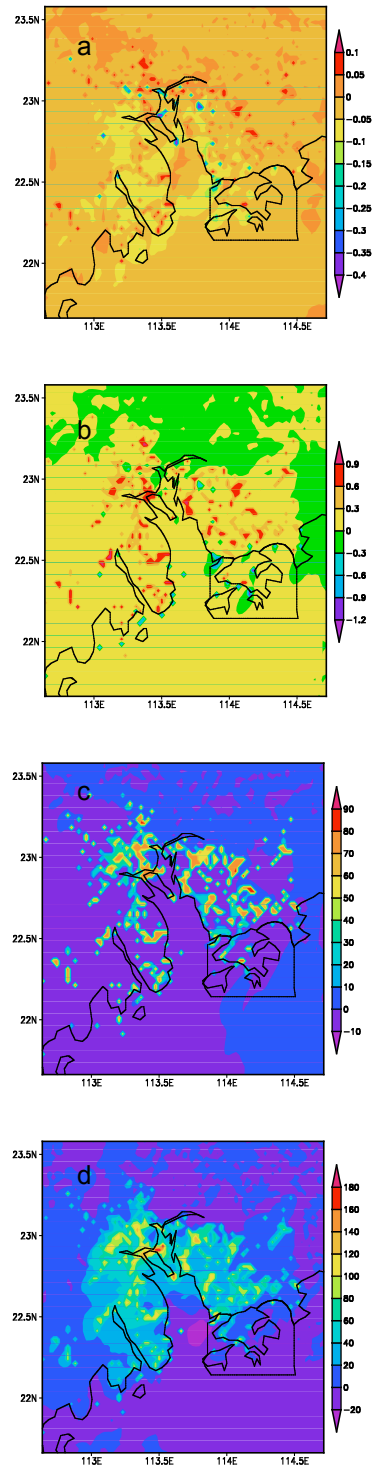 a
23.5N
23N
22.5N
22N
113E
113.5E
114E
114.5E
0.1
0.05
0
−0.05
−0.1
−0.15
−0.2
−0.25
−0.3
−0.35
−0.4
b
23.5N
23N
22.5N
22N
113E
113.5E
114E
114.5E
0.9
0.6
0.3
0
−0.3
−0.6
−0.9
−1.2
c
23.5N
23N
22.5N
22N
113E
113.5E
114E
114.5E
90
80
70
60
50
40
30
20
10
0
−10
d
23.5N
23N
22.5N
22N
113E
113.5E
114E
114.5E
180
160
140
120
100
80
60
40
20
0
−20